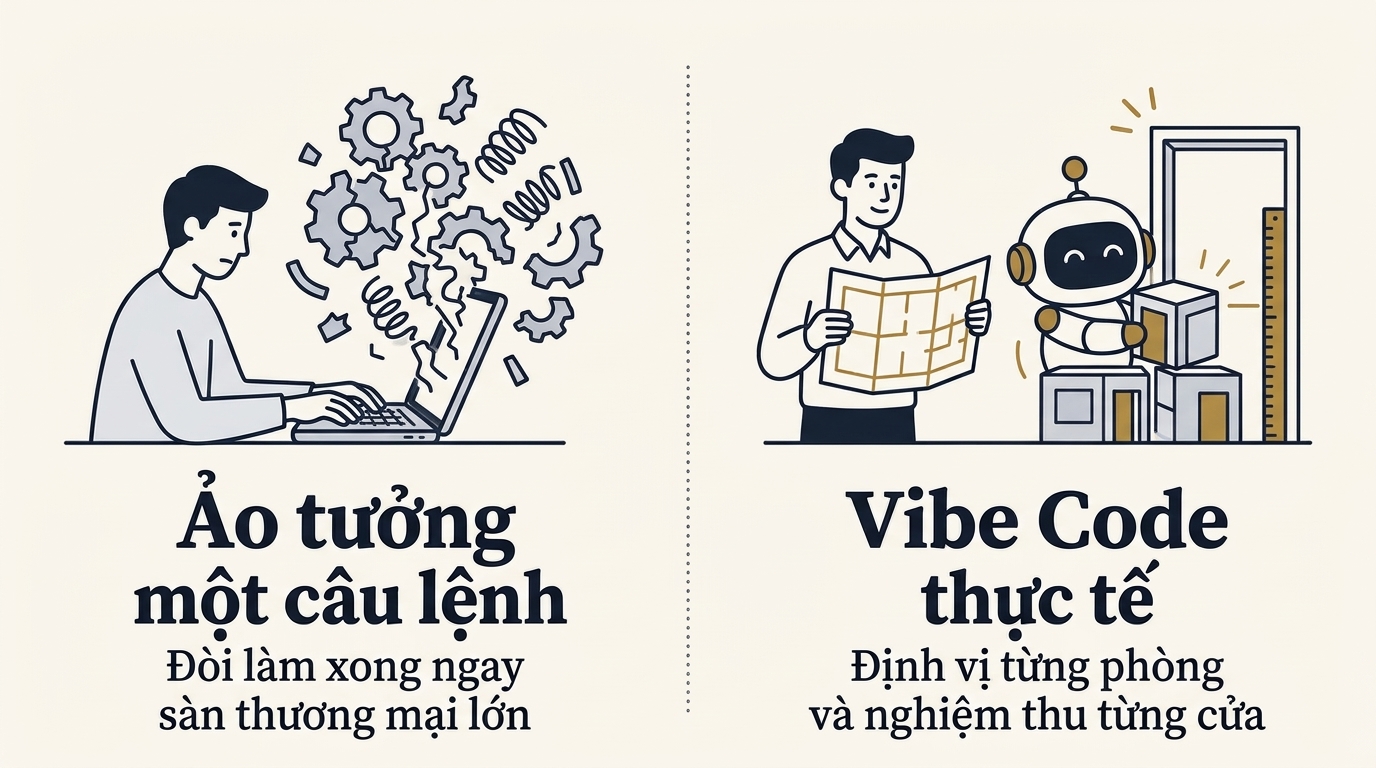 Ảo tưởng
một câu lệnh
Đòi làm xong ngay
sàn thương mại lớn
Vibe Code
thực tế
Định vị từng phòng
và nghiệm thu từng cửa